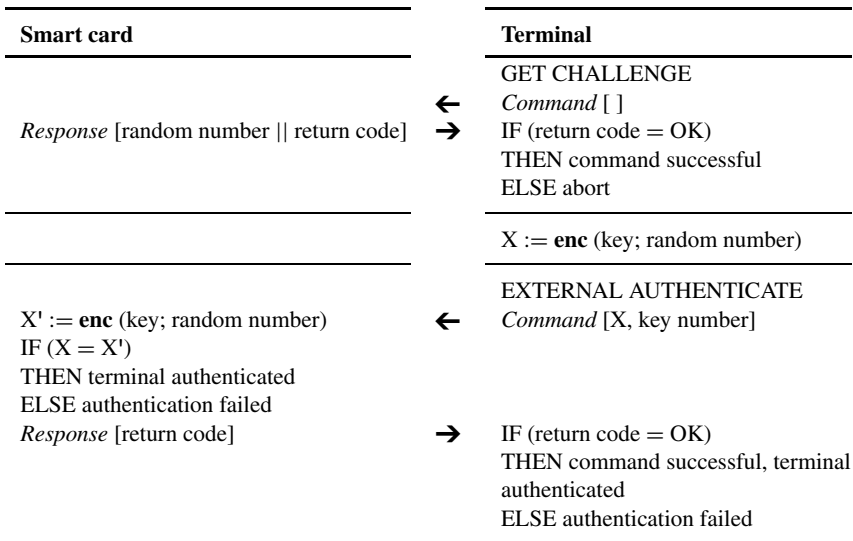 Smart card Terminal
GET CHALLENGE
← Command [ ]
Response [random number || return code] → IF (return code = OK)
THEN command successful
ELSE abort
X := enc (key; random number)
EXTERNAL AUTHENTICATE
X' := enc (key; random number) ← Command [X, key number]
IF (X = X')
THEN terminal authenticated
ELSE authentication failed
Response [return code] → IF (return code = OK)
THEN command successful, terminal
authenticated
ELSE authentication failed